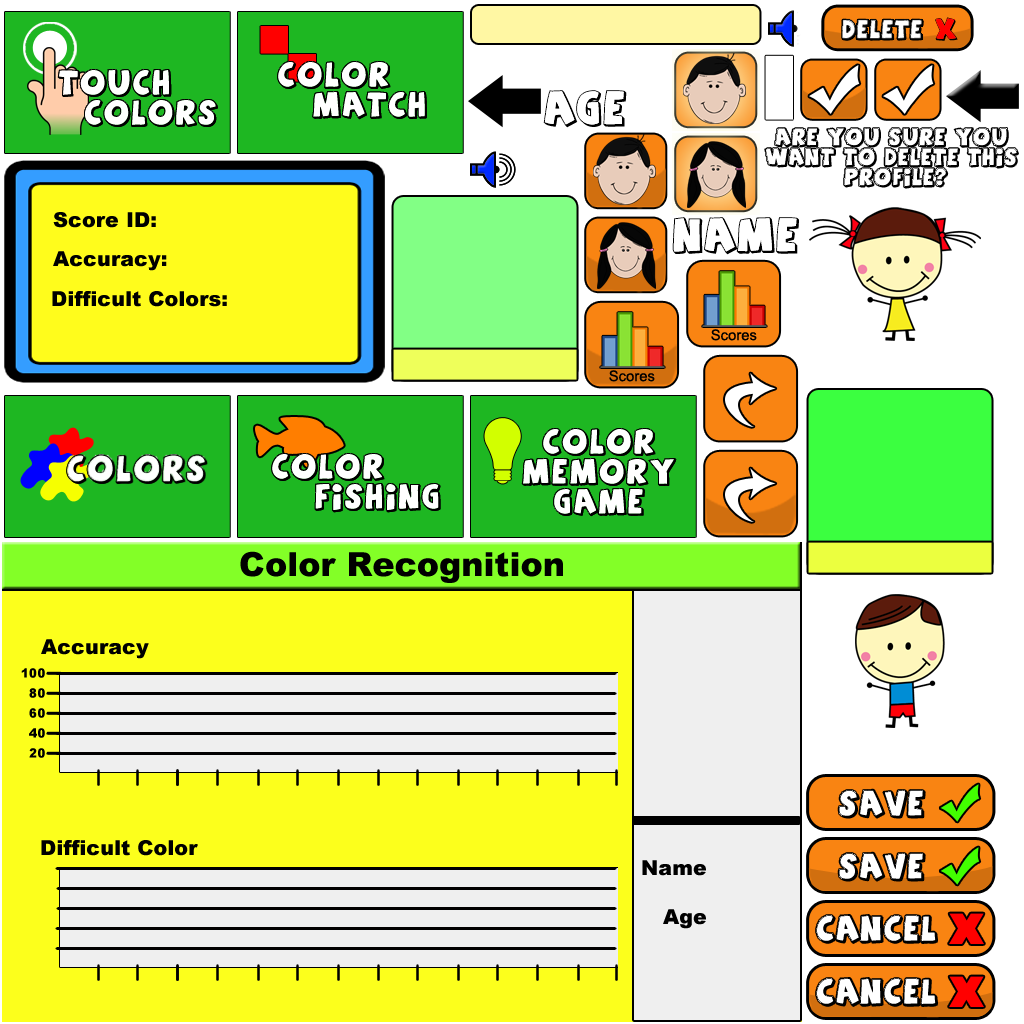 TOUCH
COLORS
COLOR
MATCH
AGE
DELETE X
ARE YOU SURE YOU
WANT TO DELETE THiS
PROFiLE?
Score ID:
Accuracy:
Difficult Colors:
NAME
Scores
Scores
COLORS
COLOR
FiSHiNG
COLOR
MEMORY
GAME
Color Recognition
Accuracy
100
80
60
40
20
Difficult Color
Name
Age
SAVE
SAVE
CANCEL X
CANCEL X